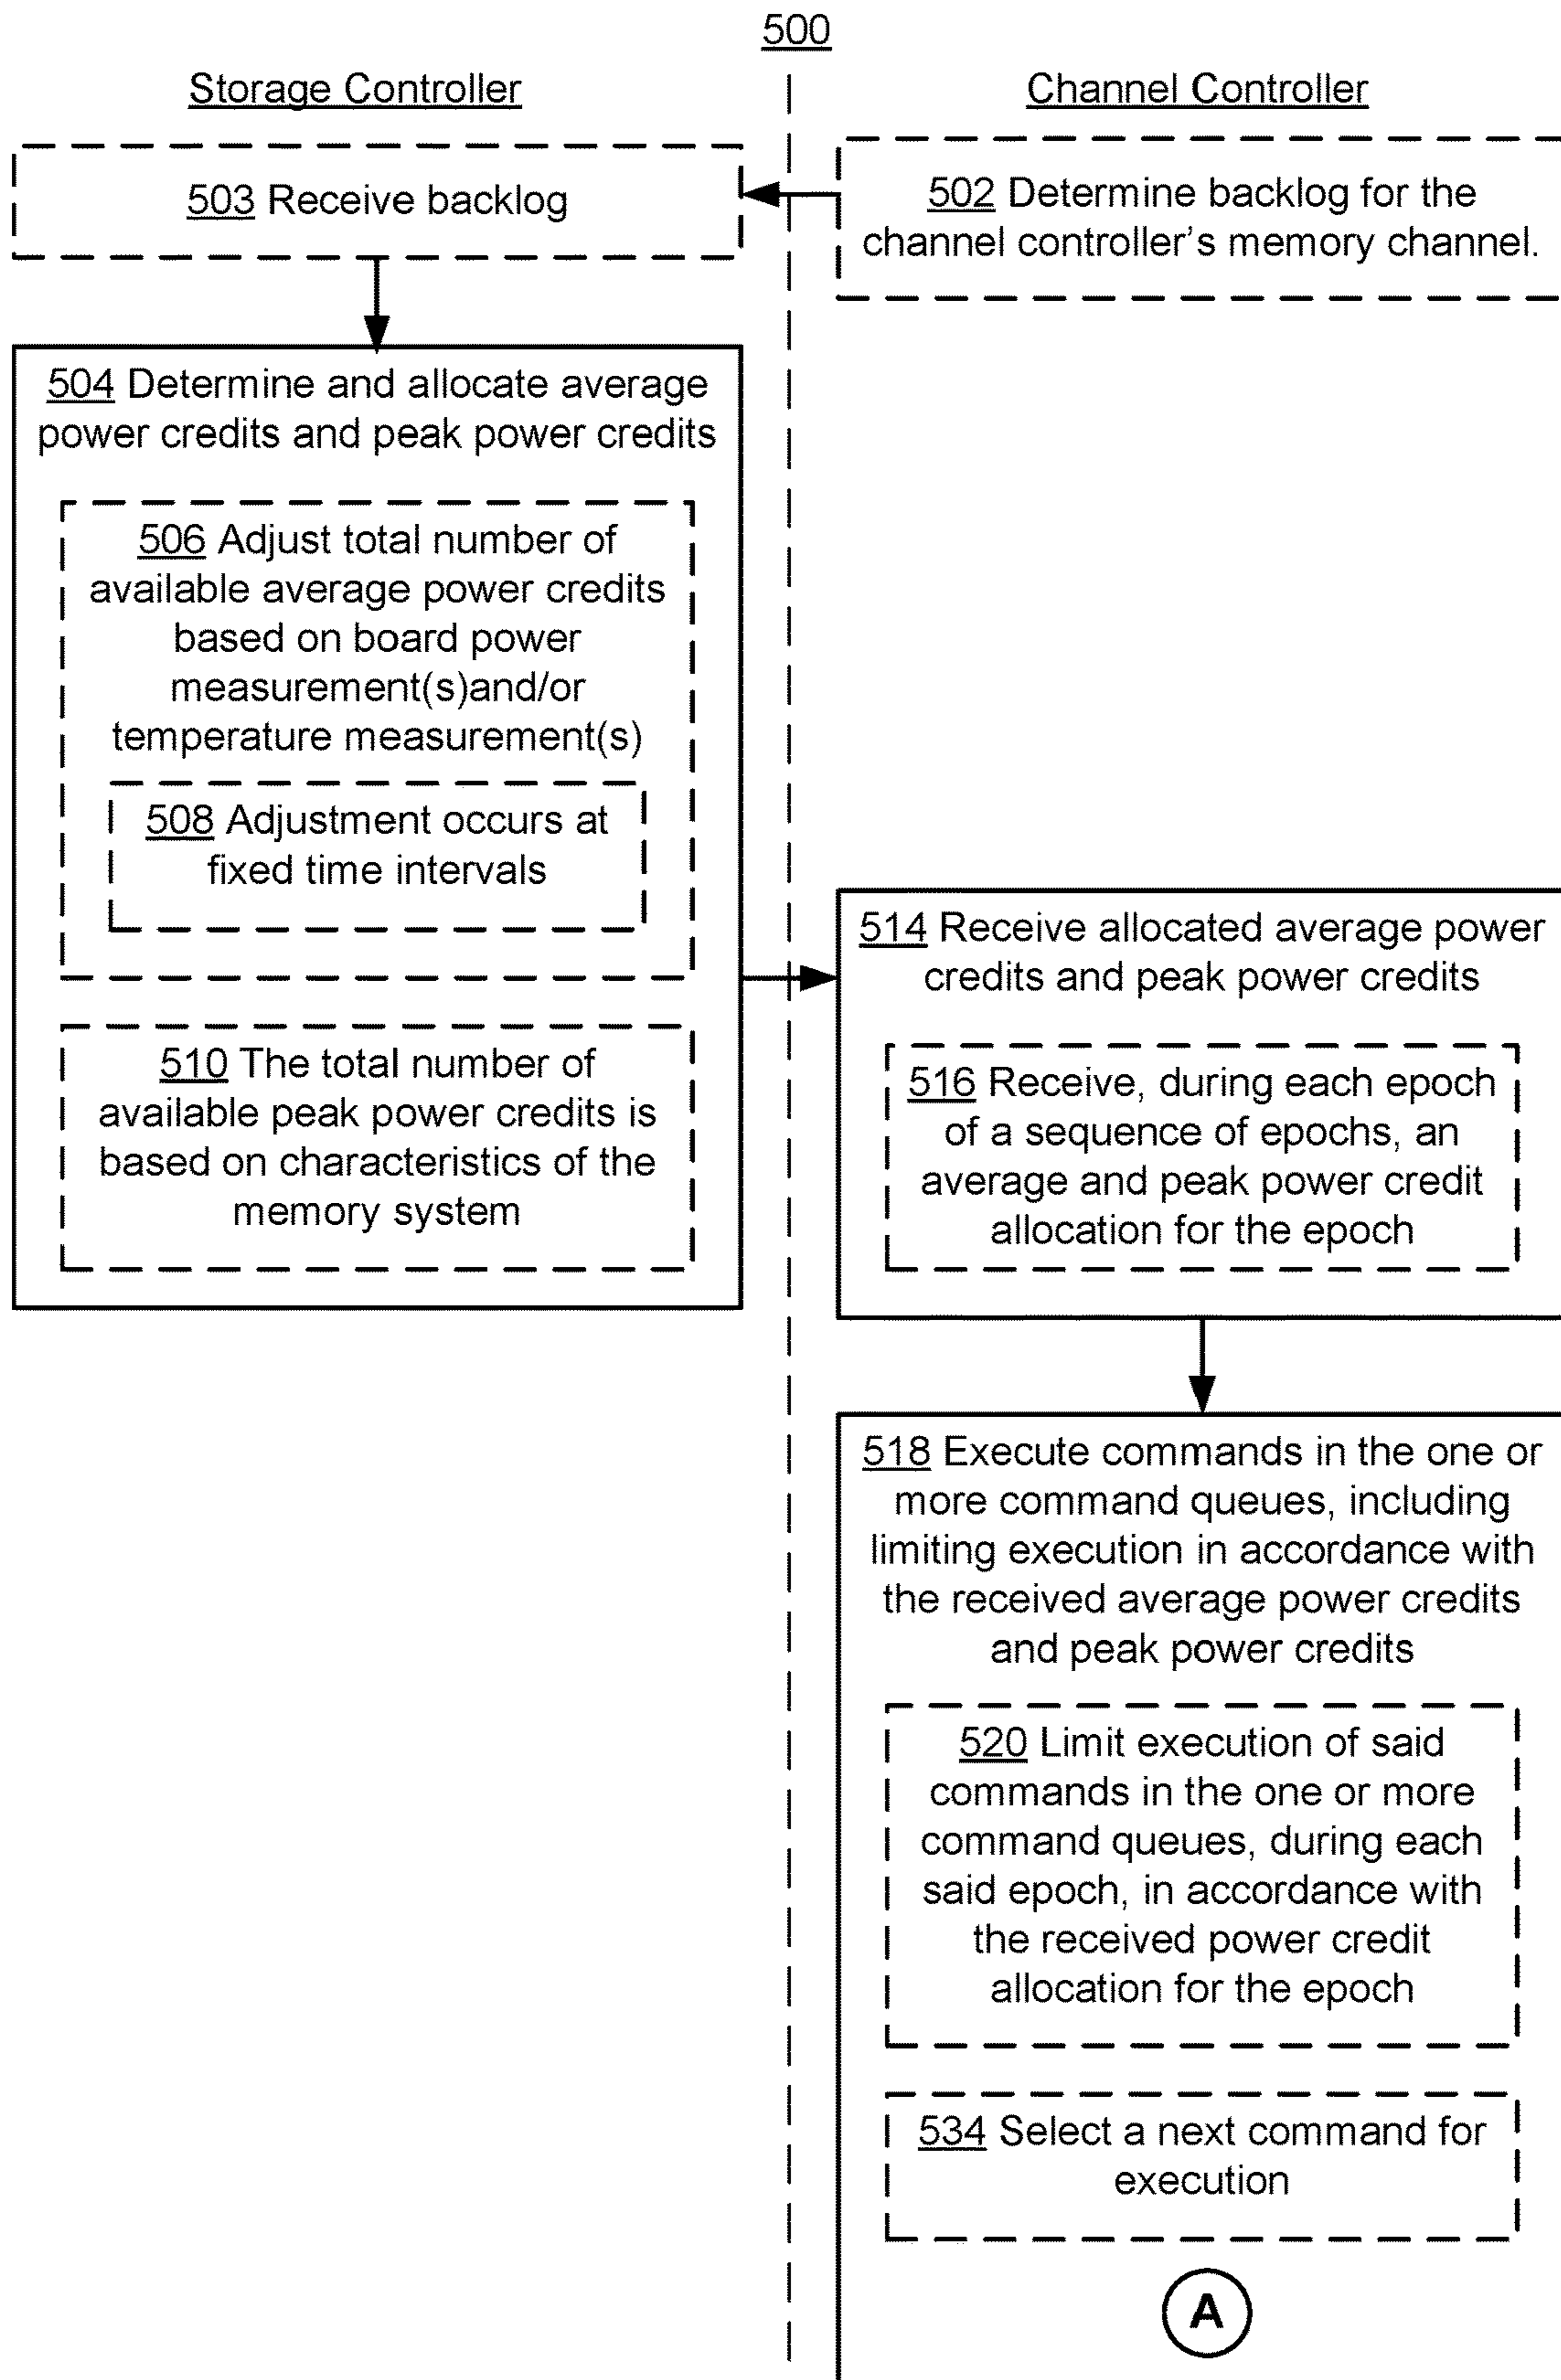 500
Storage Controller
Channel Controller
503 Receive backlog
502 Determine backlog for the
channel controller's memory channel.
504 Determine and allocate average
power credits and peak power credits
506 Adjust total number of
available average power credits
based on board power
measurement(s)and/or
temperature measurement(s)
508 Adjustment occurs at
fixed time intervals
510 The total number of
available peak power credits is
based on characteristics of the
memory system
514 Receive allocated average power
credits and peak power credits
516 Receive, during each epoch
of a sequence of epochs, an
average and peak power credit
allocation for the epoch
518 Execute commands in the one or
more command queues, including
limiting execution in accordance with
the received average power credits
and peak power credits
520 Limit execution of said
commands in the one or more
command queues, during each
said epoch, in accordance with
the received power credit
allocation for the epoch
534 Select a next command for
execution
A